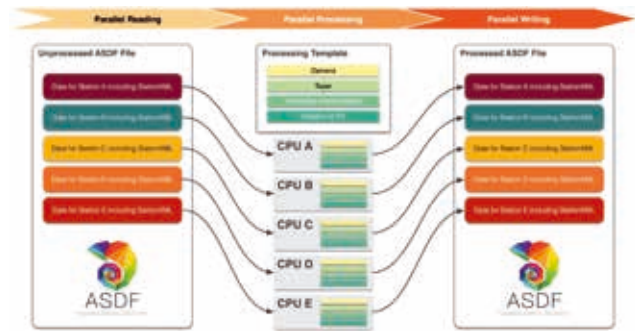 Parallel Reading
Parallel Processing
Parallel Writing
Unprocessed ASDF File
Processing Template
Processed ASDF File
Data for Station A including StationXML
Data for Station B including StationXML
Data for Station C including StationXML
Data for Station D including StationXML
Data for Station E including StationXML
Detrend
Taper
CPU A
CPU B
CPU C
CPU D
CPU E
Data for Station A including StationXML
Data for Station B including StationXML
Data for Station C including StationXML
Data for Station D including StationXML
Data for Station E including StationXML
ASDF
ASDF